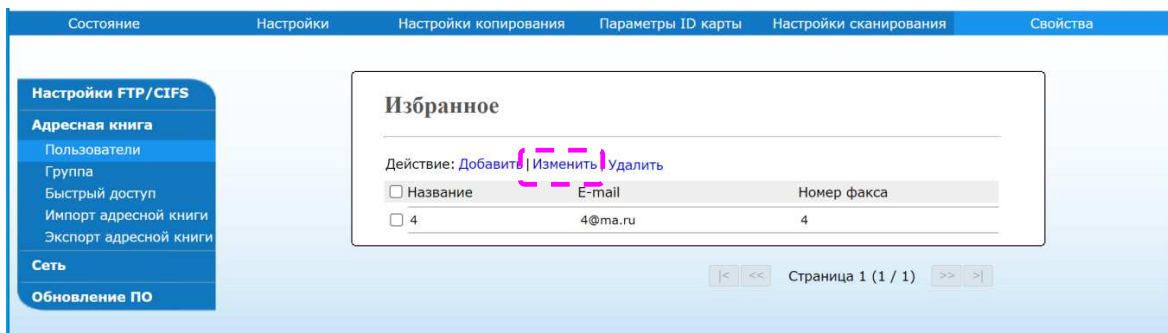 Состояние Настройки Настройки копирования Параметры ID карты Настройки сканирования Свойства
Настройки FTP/CIFS
Адресная книга
Пользователи
Группа
Быстрый доступ
Импорт адресной книги
Экспорт адресной книги
Сеть
Обновление ПО
Избранное
Действие: Добавить | Изменить | Удалить
Название E-mail Номер факса
4 4@ma.ru 4
|< << Страница 1 (1 / 1) >> >|